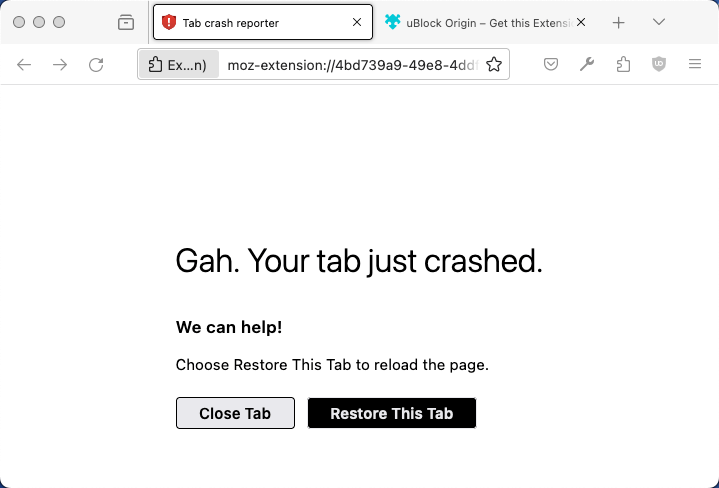 Tab crash reporter
uBlock Origin – Get this Extensi
Ex...n)
moz-extension://4bd739a9-49e8-4ddf
Gah. Your tab just crashed.
We can help!
Choose Restore This Tab to reload the page.
Close Tab
Restore This Tab